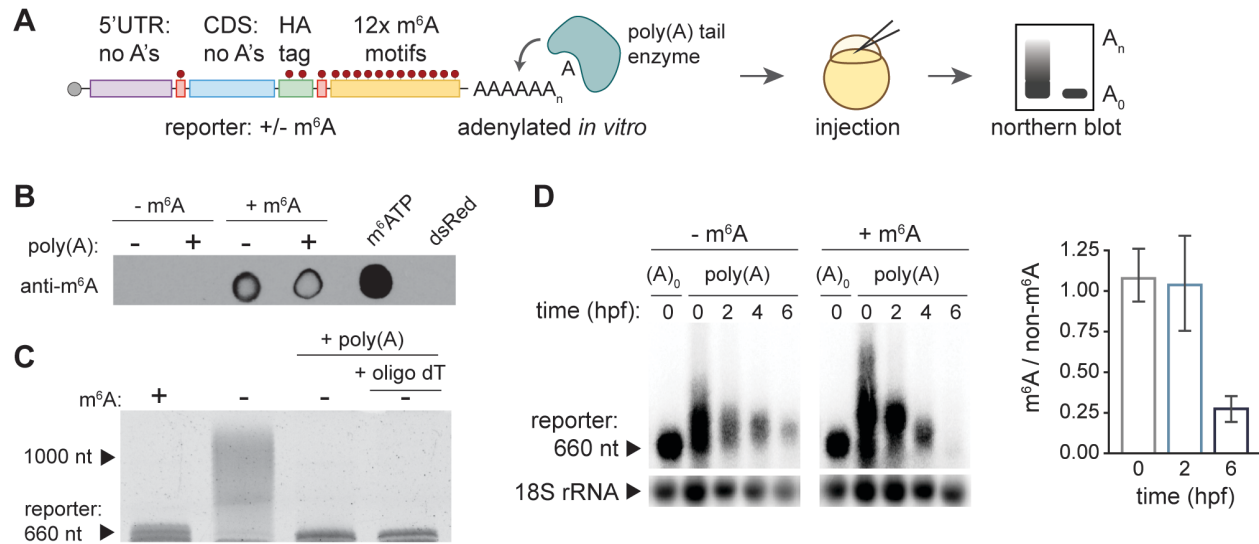 A
5'UTR: CDS: HA 12x m⁶A
no A's no A's tag motifs
poly(A) tail
enzyme
A
AAAAAAₙ
reporter: +/- m⁶A
adenylated in vitro
injection
Aₙ
A₀
northern blot
B
- m⁶A + m⁶A m⁶ATP dsRed
poly(A): - + - +
anti-m⁶A
C
+ poly(A)
+ oligo dT
m⁶A: + - - -
1000 nt
reporter:
660 nt
D
- m⁶A + m⁶A
(A)₀ poly(A) (A)₀ poly(A)
time (hpf): 0 0 2 4 6 0 0 2 4 6
reporter:
660 nt
18S rRNA
m⁶A / non-m⁶A
1.25
1.00
0.75
0.50
0.25
0.00
0 2 6
time (hpf)